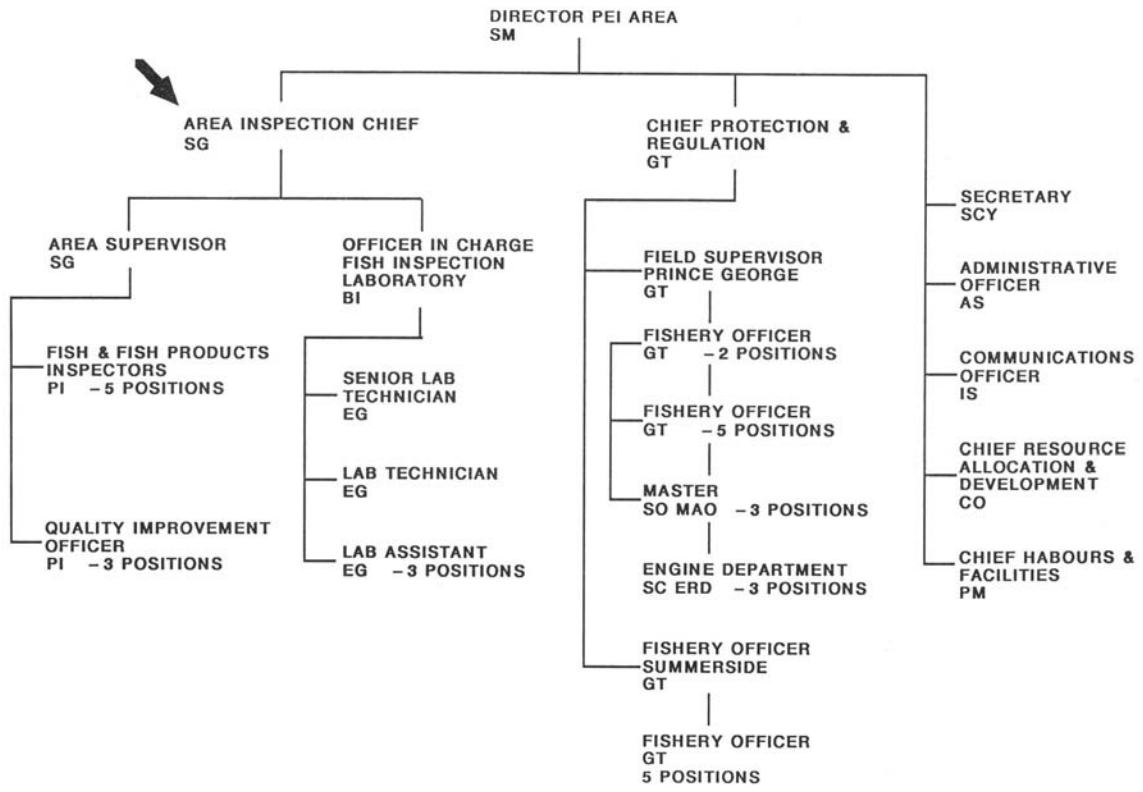 DIRECTOR PEI AREA
SM
AREA INSPECTION CHIEF
SG
AREA SUPERVISOR
SG
FISH & FISH PRODUCTS
INSPECTORS
PI – 5 POSITIONS
QUALITY IMPROVEMENT
OFFICER
PI – 3 POSITIONS
OFFICER IN CHARGE
FISH INSPECTION
LABORATORY
BI
SENIOR LAB
TECHNICIAN
EG
LAB TECHNICIAN
EG
LAB ASSISTANT
EG – 3 POSITIONS
CHIEF PROTECTION &
REGULATION
GT
FIELD SUPERVISOR
PRINCE GEORGE
GT
FISHERY OFFICER
GT – 2 POSITIONS
FISHERY OFFICER
GT – 5 POSITIONS
MASTER
SO MAO – 3 POSITIONS
ENGINE DEPARTMENT
SC ERD – 3 POSITIONS
FISHERY OFFICER
SUMMERSIDE
GT
FISHERY OFFICER
GT
5 POSITIONS
SECRETARY
SCY
ADMINISTRATIVE
OFFICER
AS
COMMUNICATIONS
OFFICER
IS
CHIEF RESOURCE
ALLOCATION &
DEVELOPMENT
CO
CHIEF HABOURS &
FACILITIES
PM